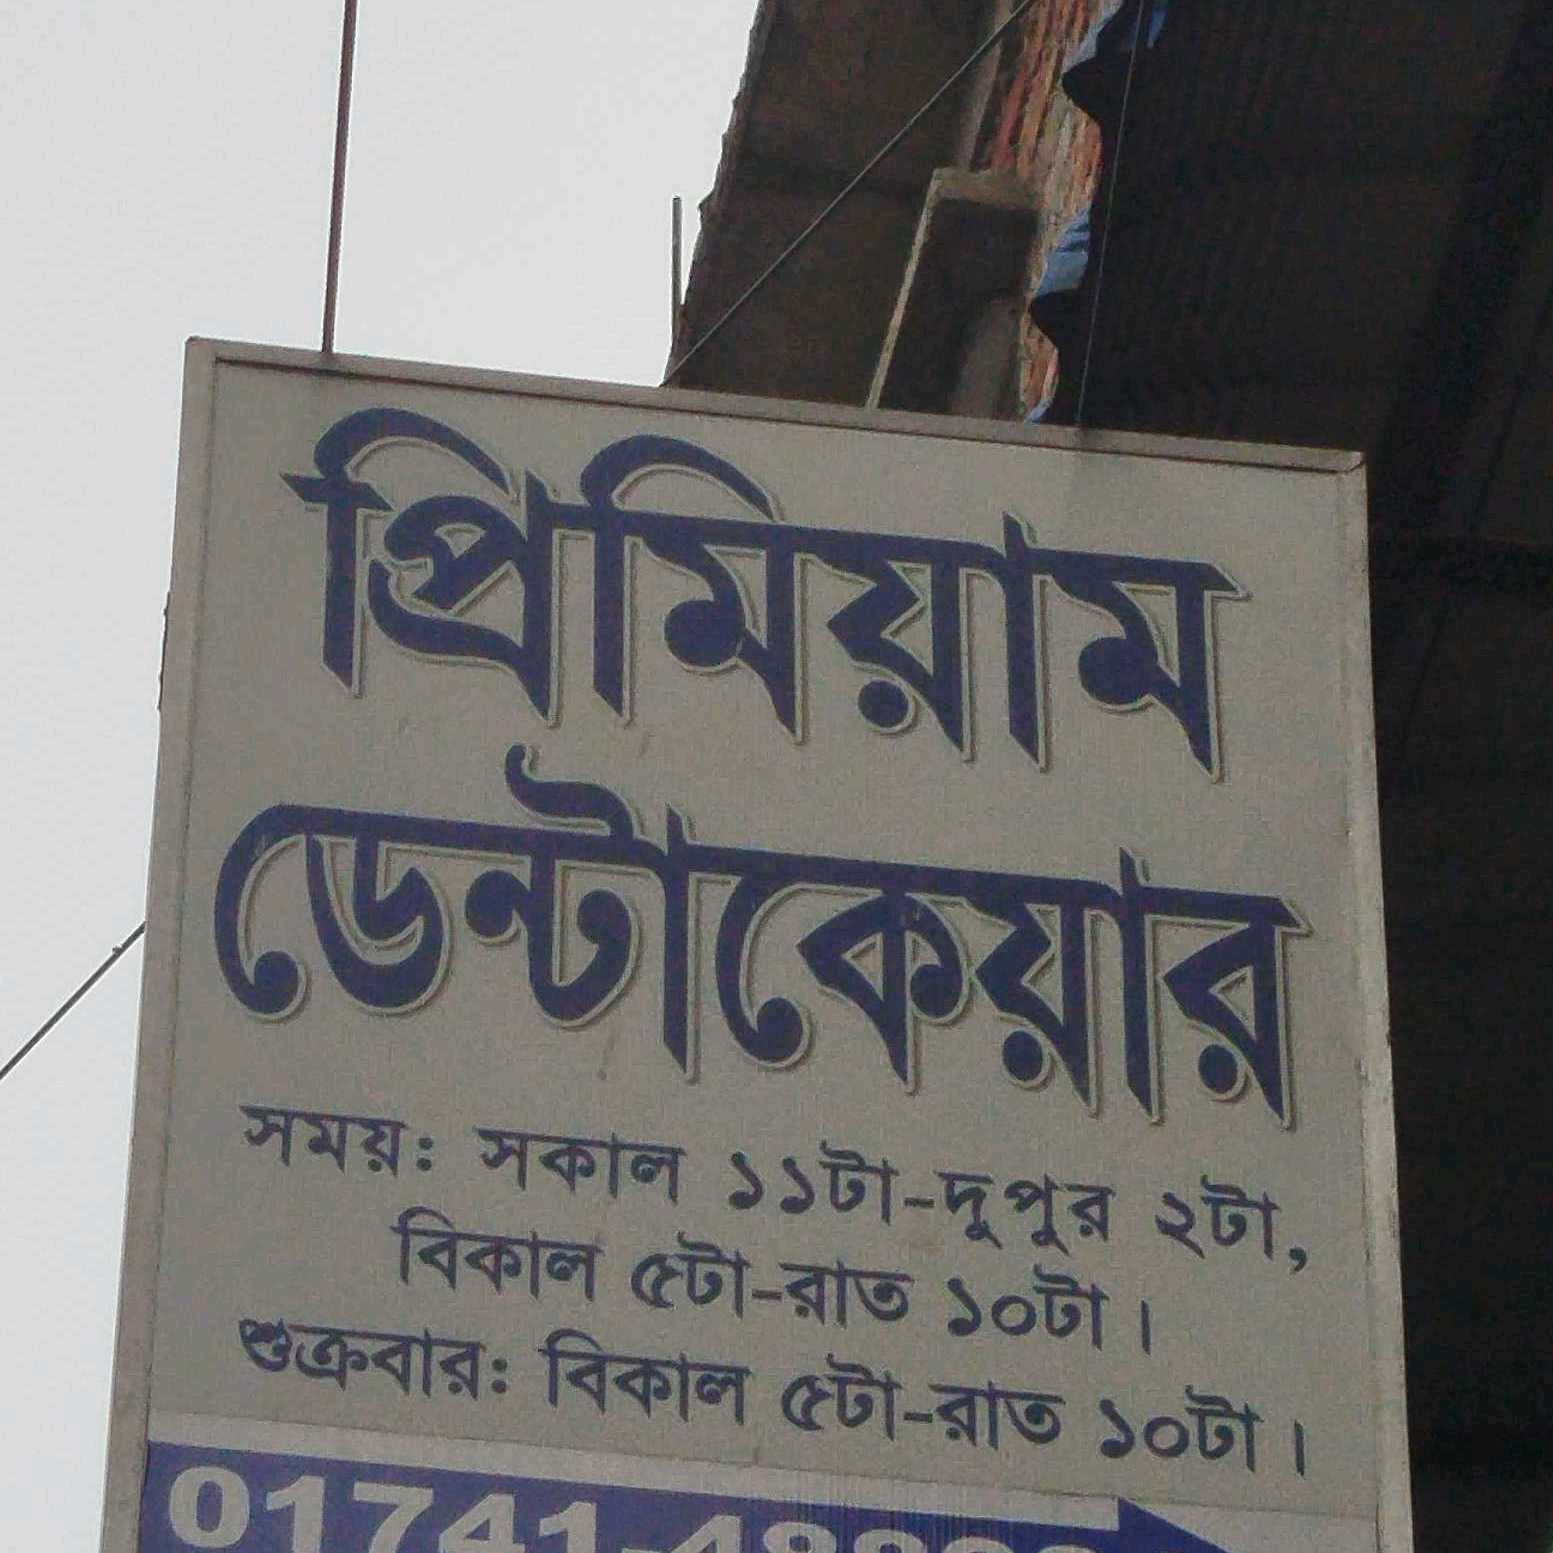 প্রিমিয়াম
ডেন্টাকেয়ার
সময়: সকাল ১১টা-দুপুর ২টা,
বিকাল ৫টা-রাত ১০টা।
শুক্রবার: বিকাল ৫টা-রাত ১০টা।